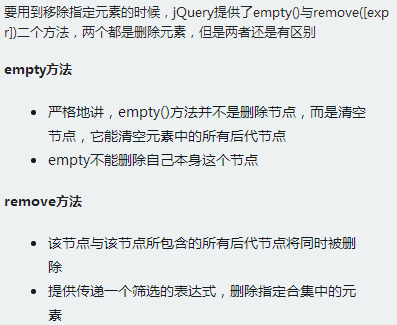 要用到移除指定元素的时候，jQuery提供了empty()与remove([exp
r])二个方法，两个都是删除元素，但是两者还是有区别
empty方法
• 严格地讲，empty()方法并不是删除节点，而是清空
节点，它能清空元素中的所有后代节点
• empty不能删除自己本身这个节点
remove方法
• 该节点与该节点所包含的所有后代节点将同时被删
除
• 提供传递一个筛选的表达式，删除指定合集中的元
素